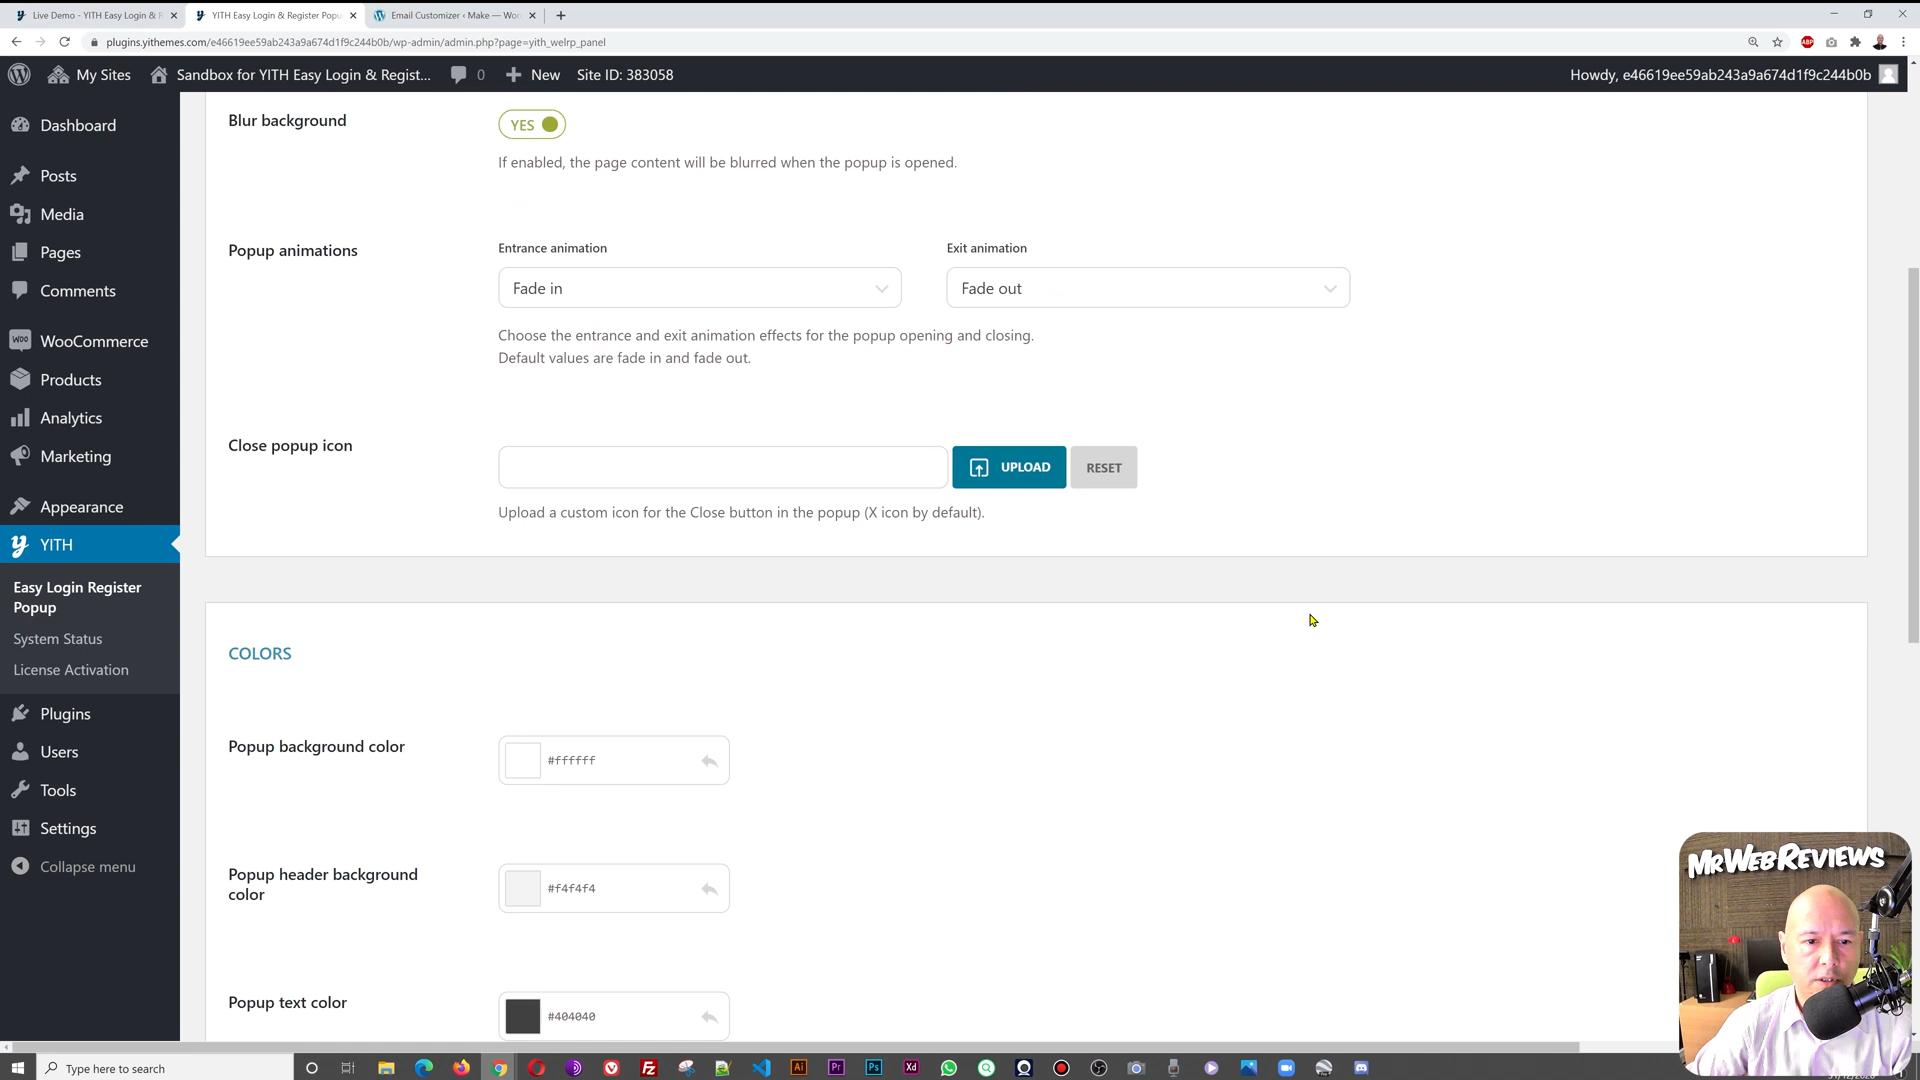 Live Demo - YITH Easy Login & R
YITH Easy Login & Register Popu
Email Customizer ‹ Make — Wor
plugins.yithemes.com/e46619ee59ab243a9a674d1f9c244b0b/wp-admin/admin.php?page=yith_welrp_panel
My Sites
Sandbox for YITH Easy Login & Regist...
0
New
Site ID: 383058
Howdy, e46619ee59ab243a9a674d1f9c244b0b
Dashboard
Posts
Media
Pages
Comments
WooCommerce
Products
Analytics
Marketing
Appearance
YITH
Easy Login Register
Popup
System Status
License Activation
Plugins
Users
Tools
Settings
Collapse menu
Blur background
YES
If enabled, the page content will be blurred when the popup is opened.
Popup animations
Entrance animation
Exit animation
Fade in
Fade out
Choose the entrance and exit animation effects for the popup opening and closing.
Default values are fade in and fade out.
Close popup icon
UPLOAD
RESET
Upload a custom icon for the Close button in the popup (X icon by default).
COLORS
Popup background color
#ffffff
Popup header background
color
#f4f4f4
Popup text color
#404040
MrWebReviews
Type here to search